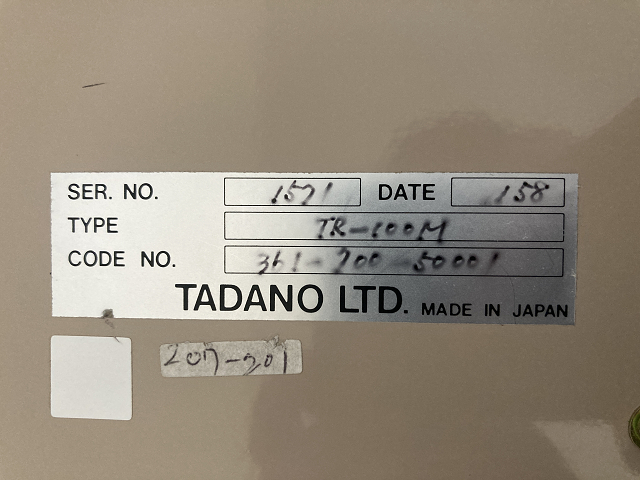 SER. NO. 1571 DATE 158
TYPE TR-100M
CODE NO. 361-200-50001
TADANO LTD. MADE IN JAPAN
207-201